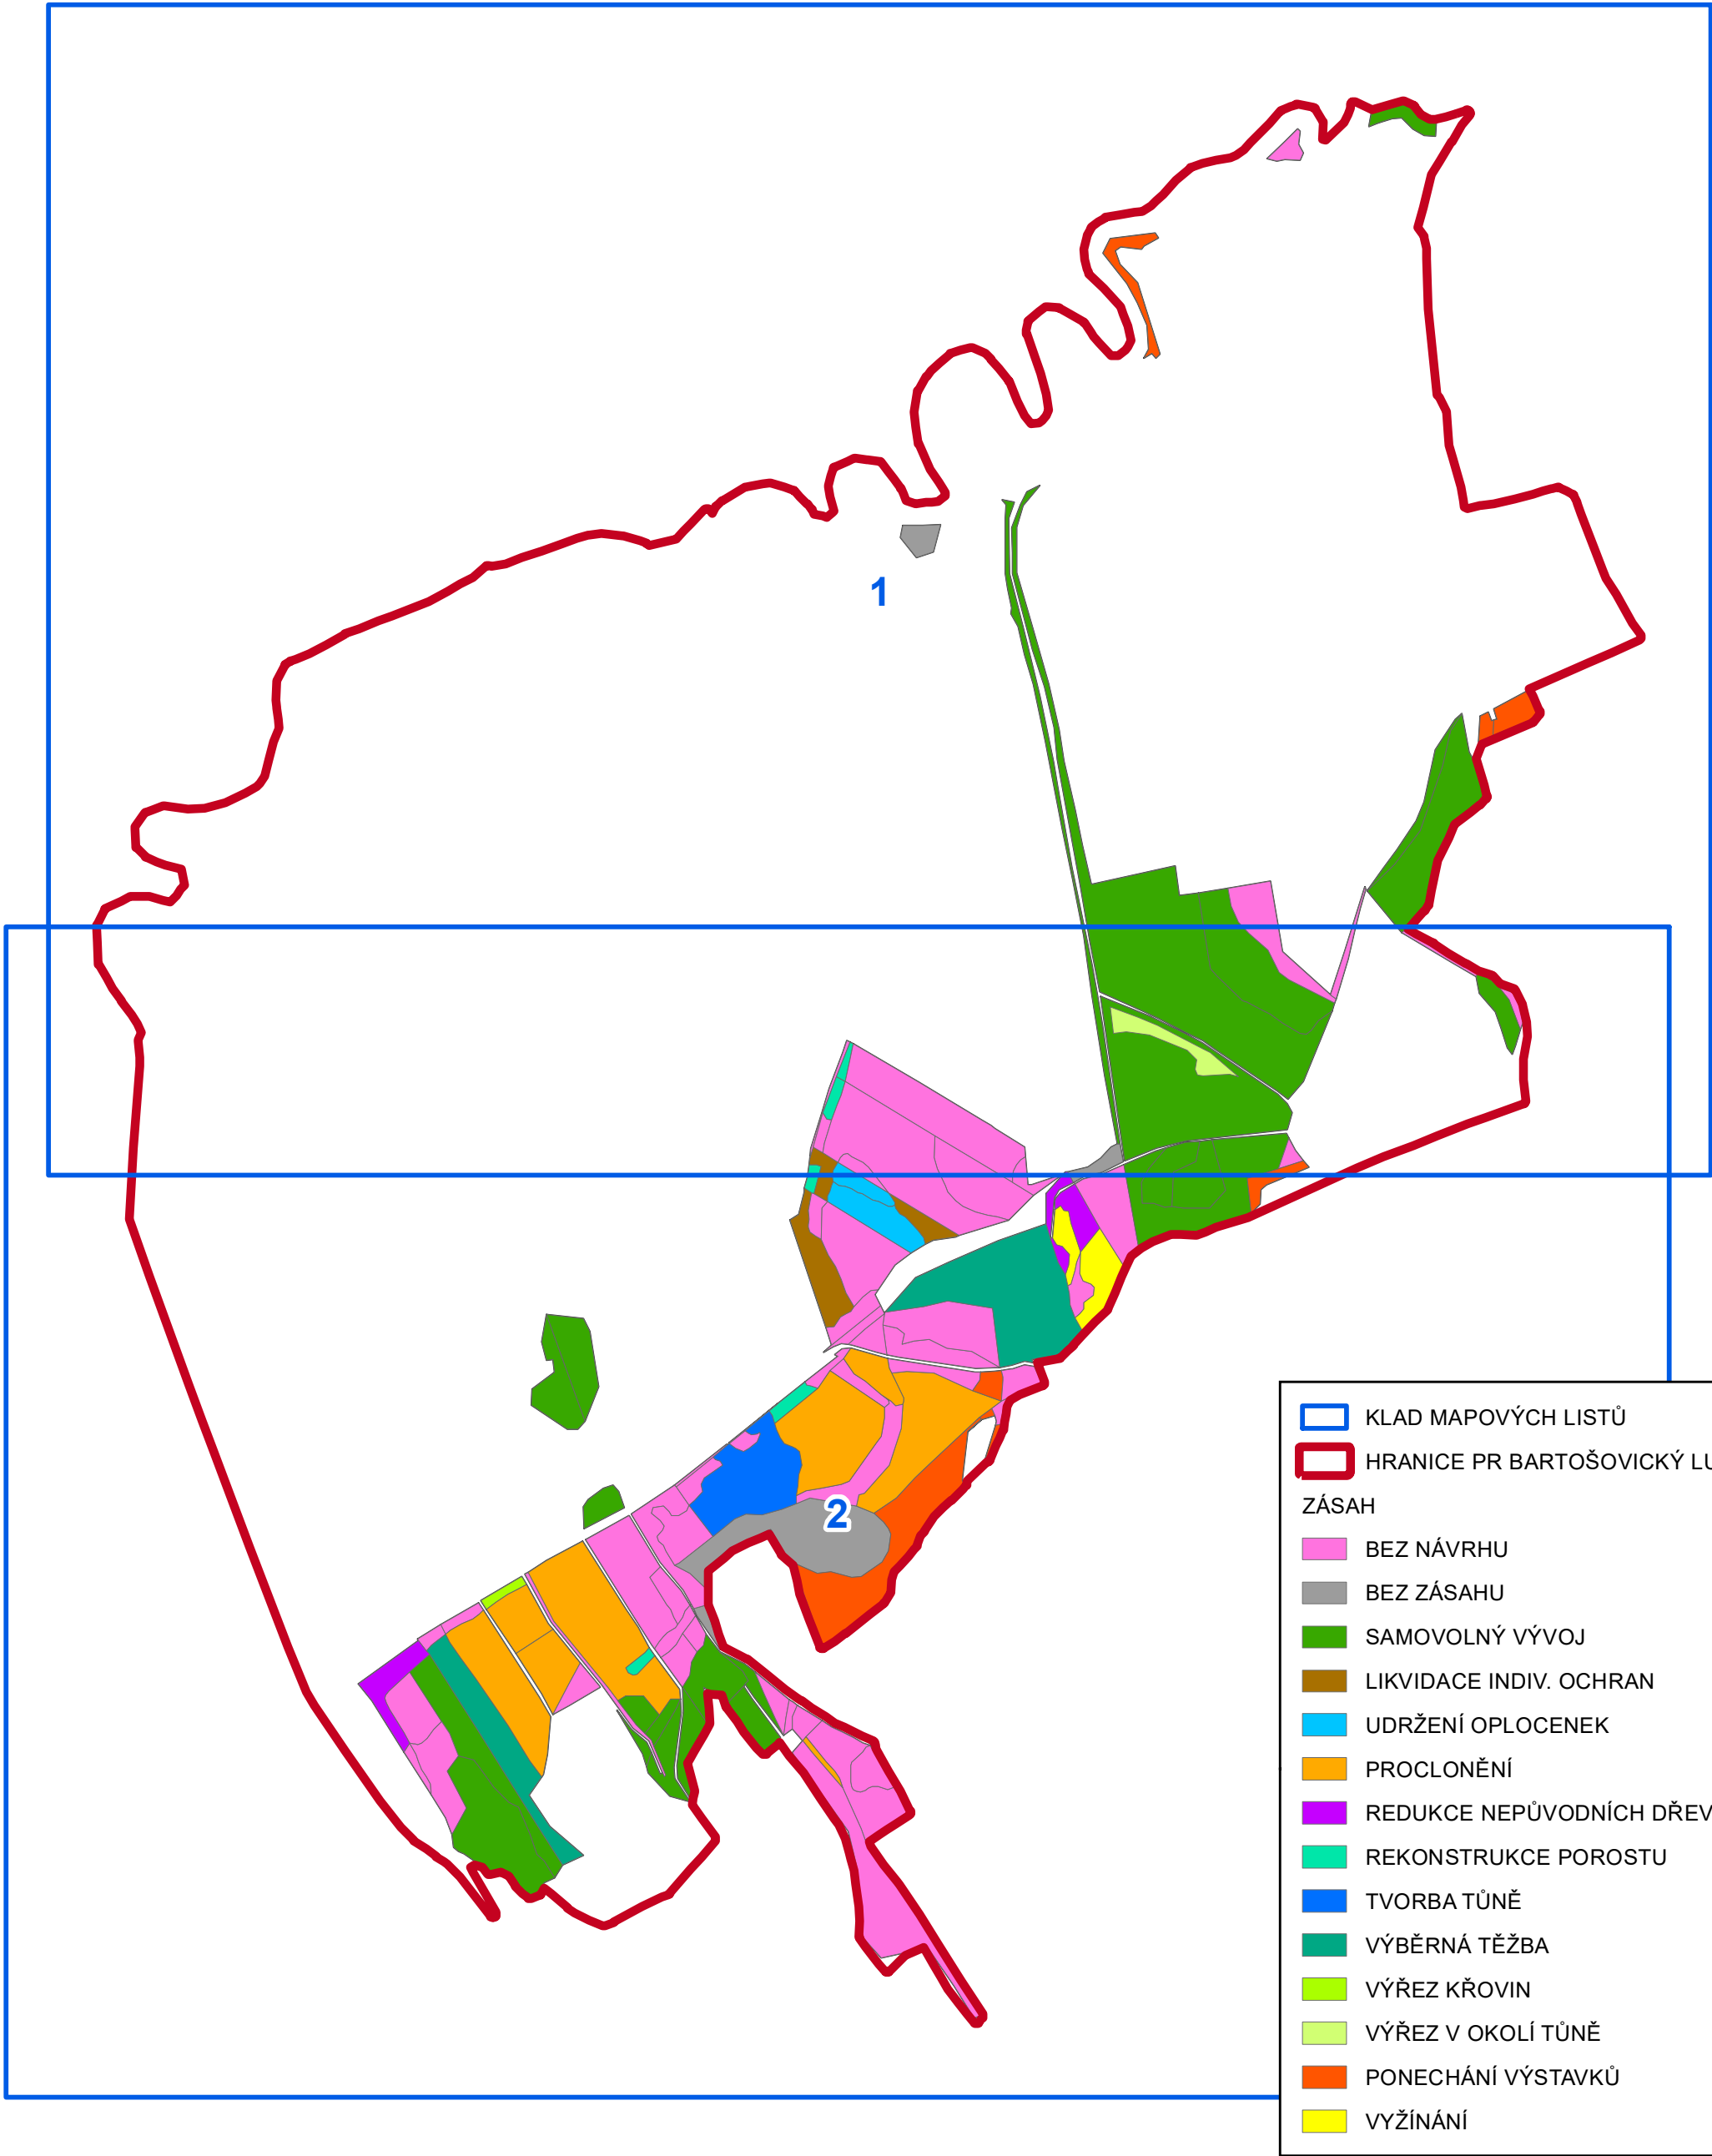 1
2
KLAD MAPOVÝCH LISTŮ
HRANICE PR BARTOŠOVICKÝ
ZÁSAH
BEZ NÁVRHU
BEZ ZÁSAHU
SAMOVOLNÝ VÝVOJ
LIKVIDACE INDIV. OCHRAN
UDRŽENÍ OPLOCENEK
PROCLONĚNÍ
REDUKCE NEPŮVODNÍCH DŘEV
REKONSTRUKCE POROSTU
TVORBA TŮNĚ
VÝBĚRNÁ TĚŽBA
VÝŘEZ KŘOVIN
VÝŘEZ V OKOLÍ TŮNĚ
PONECHÁNÍ VÝSTAVKŮ
VYŽÍNÁNÍ